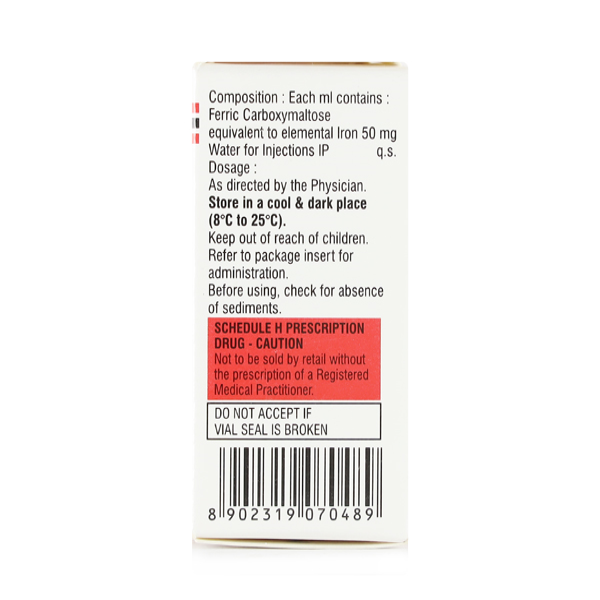 Composition : Each ml contains :
Ferric Carboxymaltose
equivalent to elemental Iron 50 mg
Water for Injections IP q.s.
Dosage :
As directed by the Physician.
Store in a cool & dark place
(8°C to 25°C).
Keep out of reach of children.
Refer to package insert for
administration.
Before using, check for absence
of sediments.
SCHEDULE H PRESCRIPTION
DRUG - CAUTION
Not to be sold by retail without
the prescription of a Registered
Medical Practitioner.
DO NOT ACCEPT IF
VIAL SEAL IS BROKEN
8 902319 070489